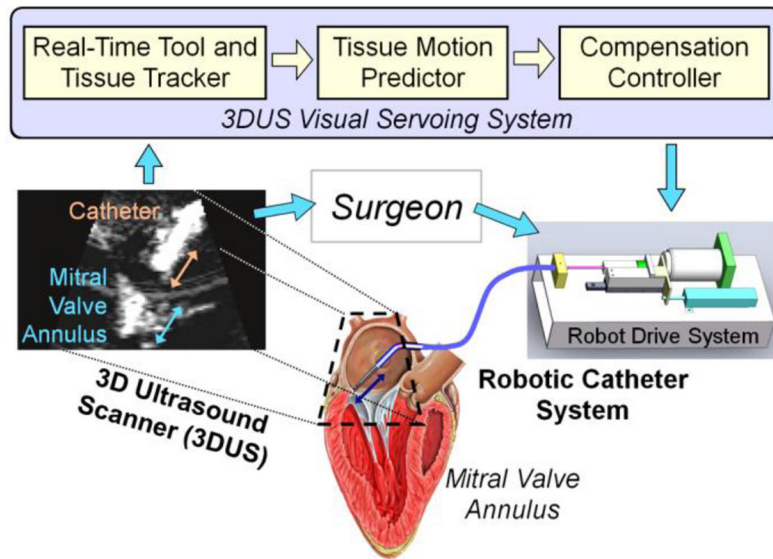 Real-Time Tool and
Tissue Tracker
Tissue Motion
Predictor
Compensation
Controller
3DUS Visual Servoing System
Catheter
Mitral
Valve
Annulus
Surgeon
Robot Drive System
3D Ultrasound
Scanner (3DUS)
Robotic Catheter
System
Mitral Valve
Annulus